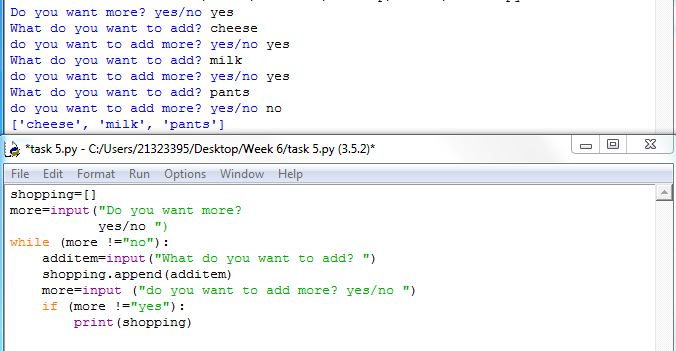 Do you want more? yes/no yes
What do you want to add? cheese
do you want to add more? yes/no yes
What do you want to add? milk
do you want to add more? yes/no yes
What do you want to add? pants
do you want to add more? yes/no no
['cheese', 'milk', 'pants']
*task 5.py - C:/Users/21323395/Desktop/Week 6/task 5.py (3.5.2)*
File Edit Format Run Options Window Help
shopping=[]
more=input("Do you want more?
           yes/no ")
while (more !="no"):
    additem=input("What do you want to add? ")
    shopping.append(additem)
    more=input ("do you want to add more? yes/no ")
    if (more !="yes"):
        print(shopping)